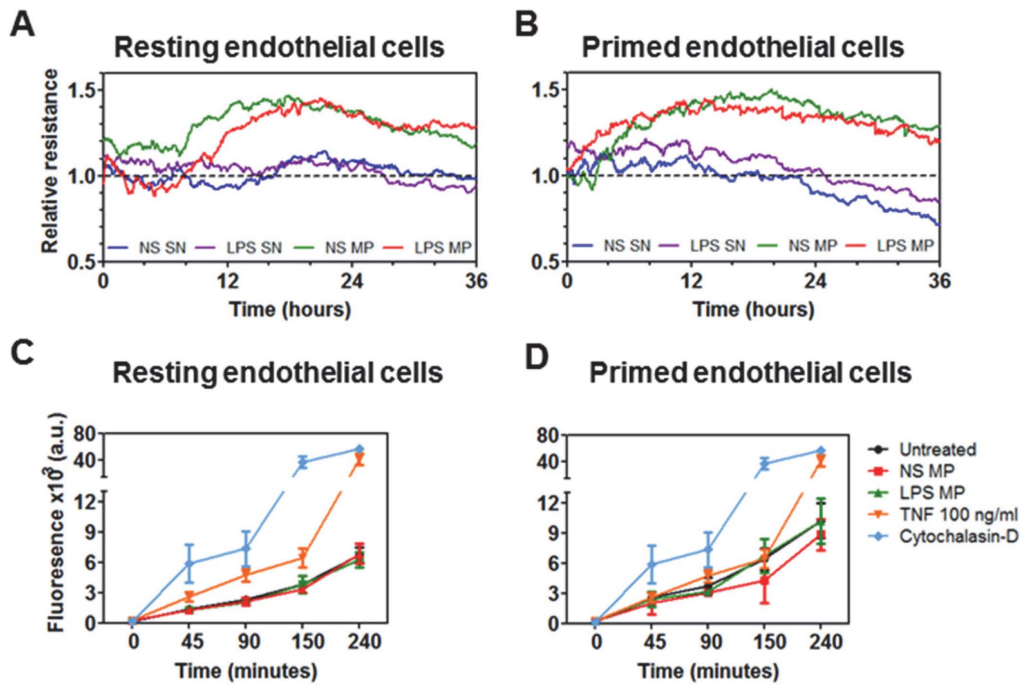 A
Resting endothelial cells
Relative resistance
1.5
1.0
0.5
NS SN LPS SN NS MP LPS MP
0 12 24 36
Time (hours)
B
Primed endothelial cells
1.5
1.0
0.5
NS SN LPS SN NS MP LPS MP
0 12 24 36
Time (hours)
C
Resting endothelial cells
Fluoresence x10³ (a.u.)
80
40
12
9
6
3
0
0 45 90 150 240
Time (minutes)
D
Primed endothelial cells
80
40
12
9
6
3
0
0 45 90 150 240
Time (minutes)
Untreated
NS MP
LPS MP
TNF 100 ng/ml
Cytochalasin-D